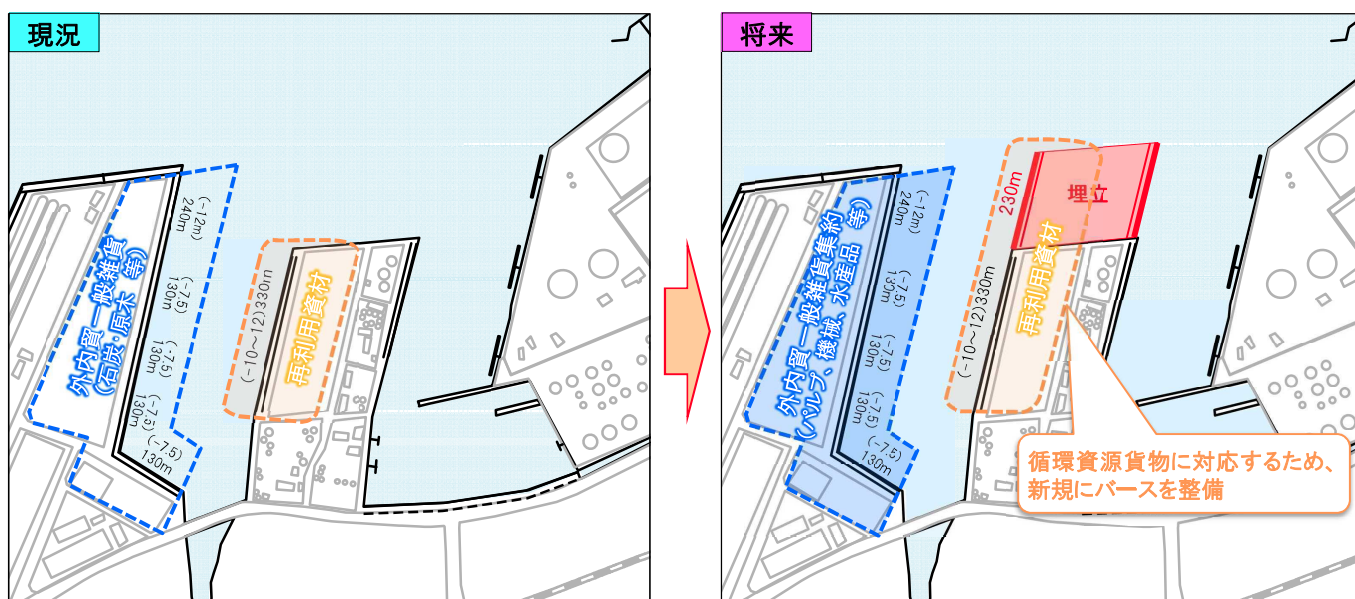 現況
(-12m)
240m
(-7.5)
130m
(-7.5)
130m
(-7.5)
130m
(-7.5)
130m
外内貿一般雑貨
(石炭・原木 等)
(-10~12)330m
再利用資材
将来
(-12m)
240m
(-7.5)
130m
(-7.5)
130m
(-7.5)
130m
(-7.5)
130m
外内貿一般雑貨集約
(パルプ、機械、水産品 等)
230m
埋立
(-10~12)330m
再利用資材
循環資源貨物に対応するため、
新規にバースを整備